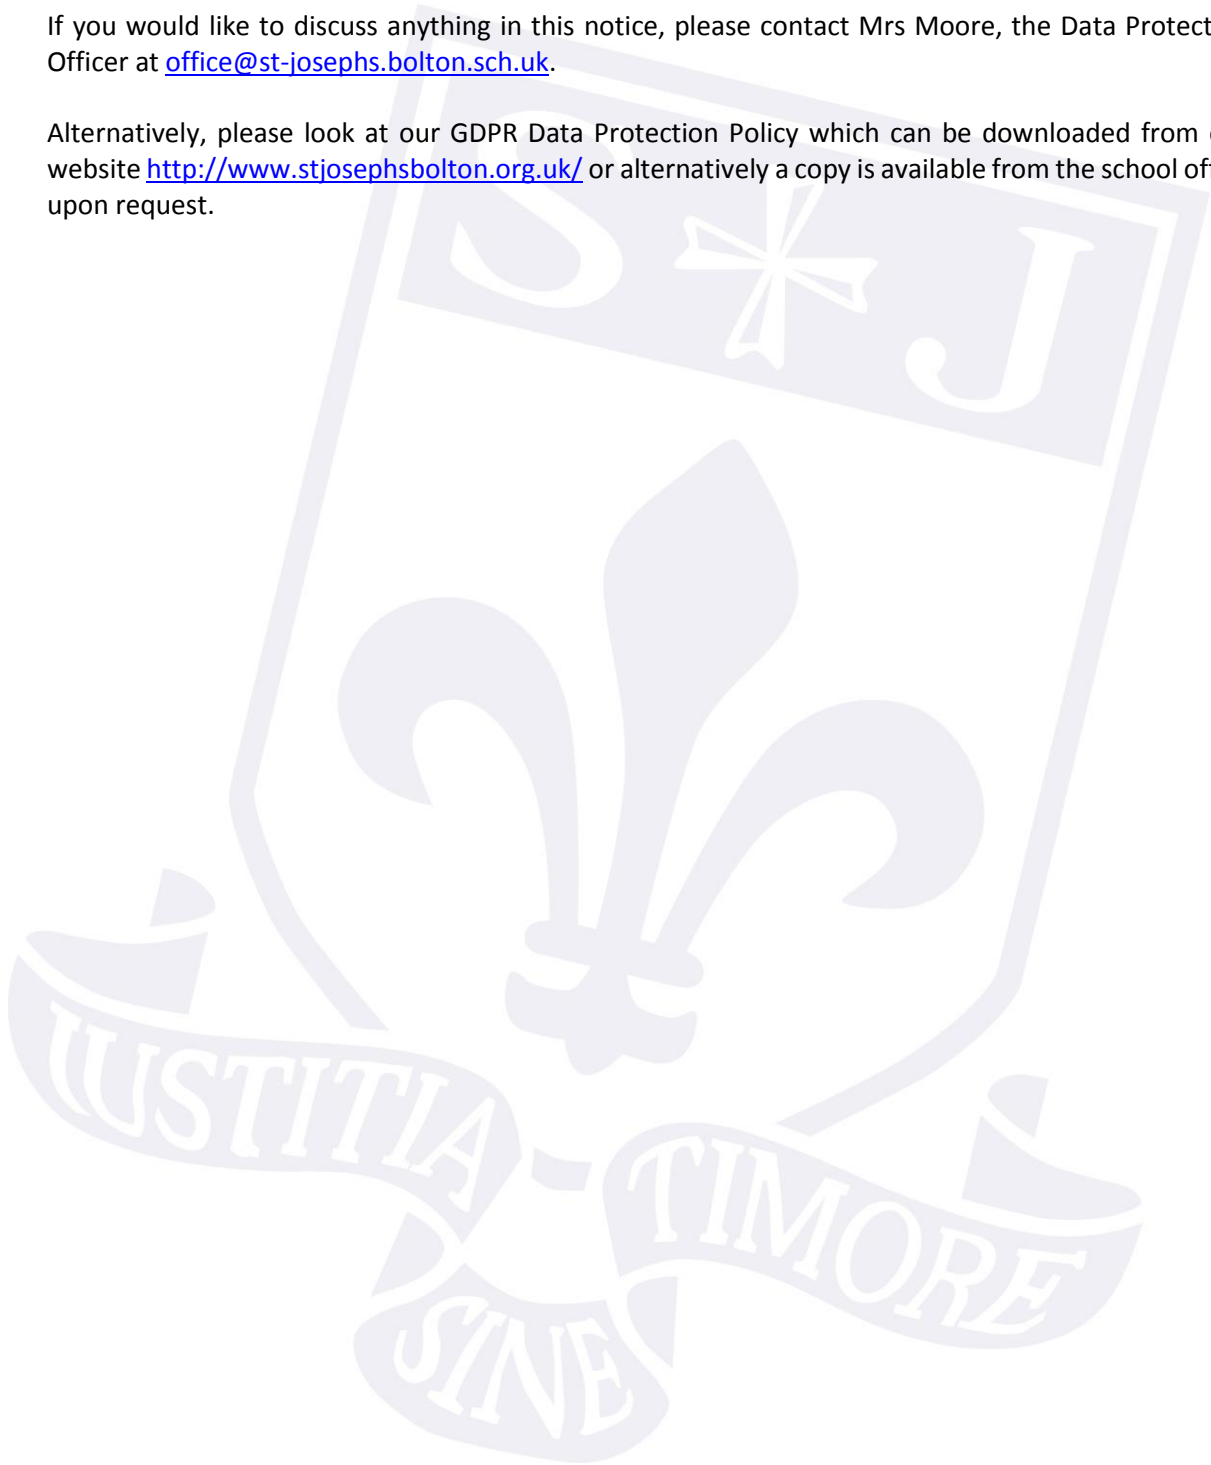 If you would like to discuss anything in this notice, please contact Mrs Moore, the Data Protect
Officer at office@st-josephs.bolton.sch.uk.
Alternatively, please look at our GDPR Data Protection Policy which can be downloaded from
website http://www.stjosephsbolton.org.uk/ or alternatively a copy is available from the school of
upon request.
S J
IUSTITIA
SINE
TIMORE